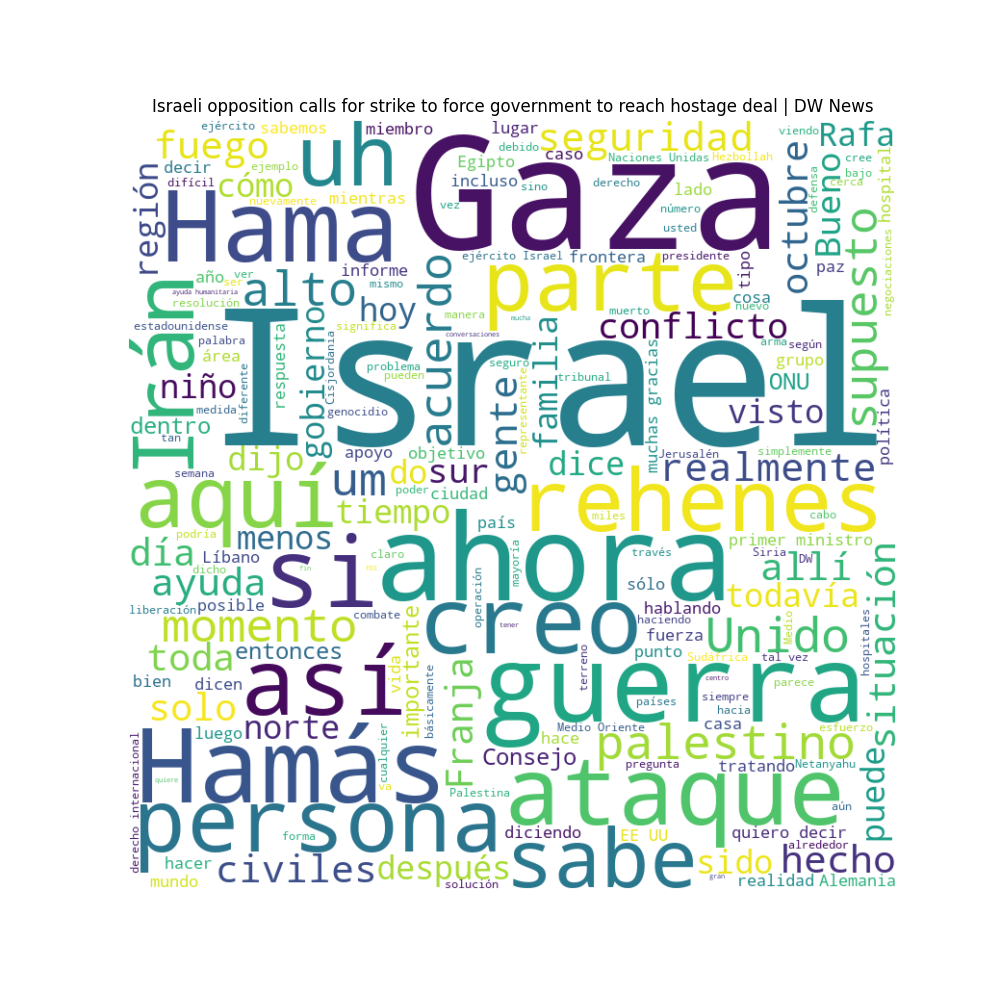 Israeli opposition calls for strike to force government to reach hostage deal | DW News
ejército
sabemos
miembro
lugar
seguridad
viendo
Rafa
fuego
uh
Gaza
debido
caso
Naciones Unidas
Hezbollah
cree
bajo
cerca
decir
ejemplo
difícil
cómo
nuevamente
mientras
Egipto
incluso
sino
derecho
lado
octubre
defensa
Bueno
hospital
región
Hama
vez
número
usted
supuesto
negociaciones
informe
ejército Israel
frontera
presidente
tipo
paz
año
ver
ser
mismo
ayuda humanitaria
resolución
alto
hoy
acuerdo
parte
cosa
nuevo
manera
muerto
mucha
Irán
estadounidense
significa
conversaciones
conflicto
palabra
área
respuesta
gobierno
Cisjordania
Israel
arma
según
niño
problema
pueden
seguro
tribunal
familia
muchas gracias
grupo
ONU
medida
diferente
genocidio
gente
representantes
visto
política
dentro
tan
apoyo
objetivo
Jerusalén
simplemente
semana
dijo
um
do
sur
dice
realmente
poder
ciudad
aquí
tiempo
rehenes
país
miles
cabo
podría
menos
primer ministro
día
Líbano
claro
si
ahora
mayoría
través
Siria
DW
allí
dicho
fin
ayuda
operación
sólo
todavía
liberación
posible
combate
creo
tener
hablando
haciendo
momento
importante
fuerza
Unido
Medio
hospitales
situación
toda
entonces
punto
Sudáfrica
tal vez
bien
dicen
así
vida
básicamente
Franja
guerra
terreno
centro
parece
países
siempre
hacia
solo
luego
norte
Medio Oriente
casa
esfuerzo
hace
palestino
puede
derecho internacional
Hamás
cualquier
va
Consejo
pregunta
tratando
Netanyahu
quiere
Palestina
ataque
aún
persona
forma
diciendo
EE UU
quiero decir
alrededor
hacer
civiles
después
sabe
sido
hecho
mundo
solución
gran
realidad
Alemania